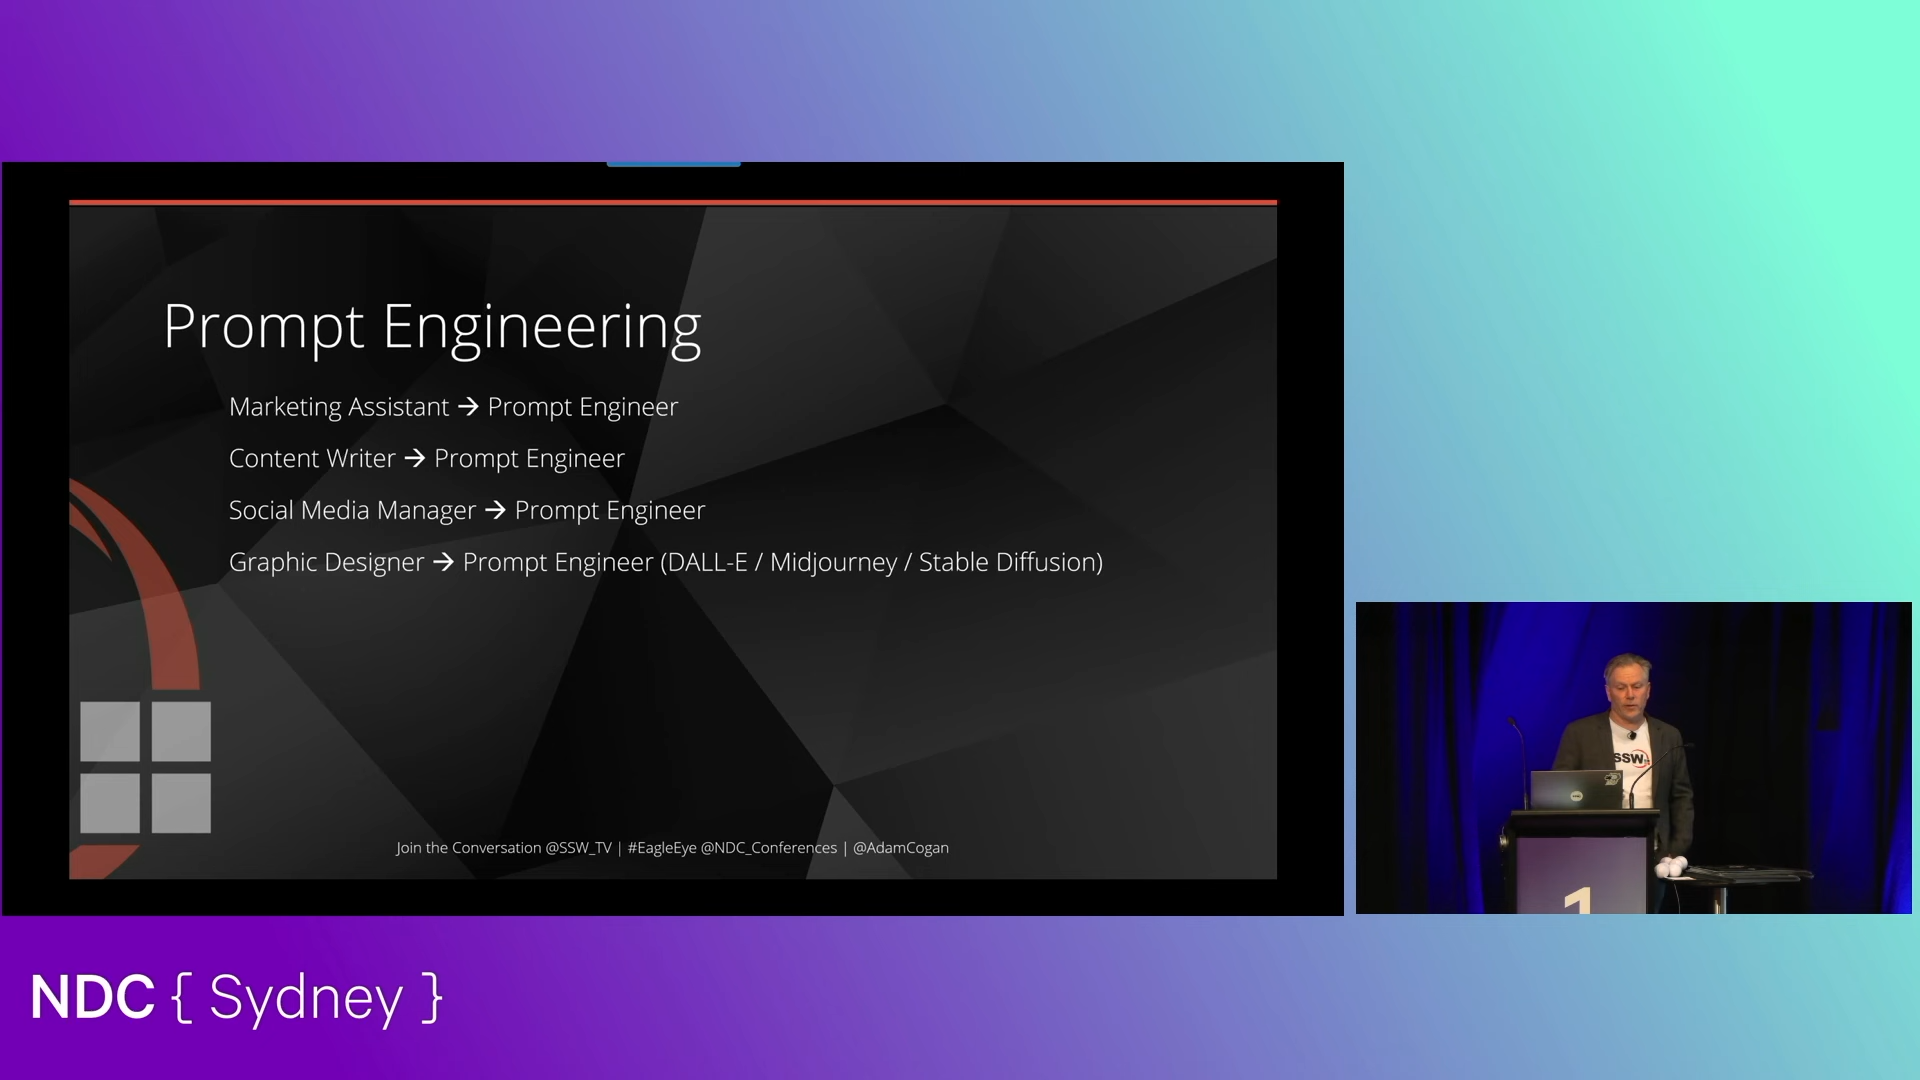 Prompt Engineering
Marketing Assistant → Prompt Engineer
Content Writer → Prompt Engineer
Social Media Manager → Prompt Engineer
Graphic Designer → Prompt Engineer (DALL-E / Midjourney / Stable Diffusion)
Join the Conversation @SSW_TV | #EagleEye @NDC_Conferences | @AdamCogan
SSW
1
NDC { Sydney }